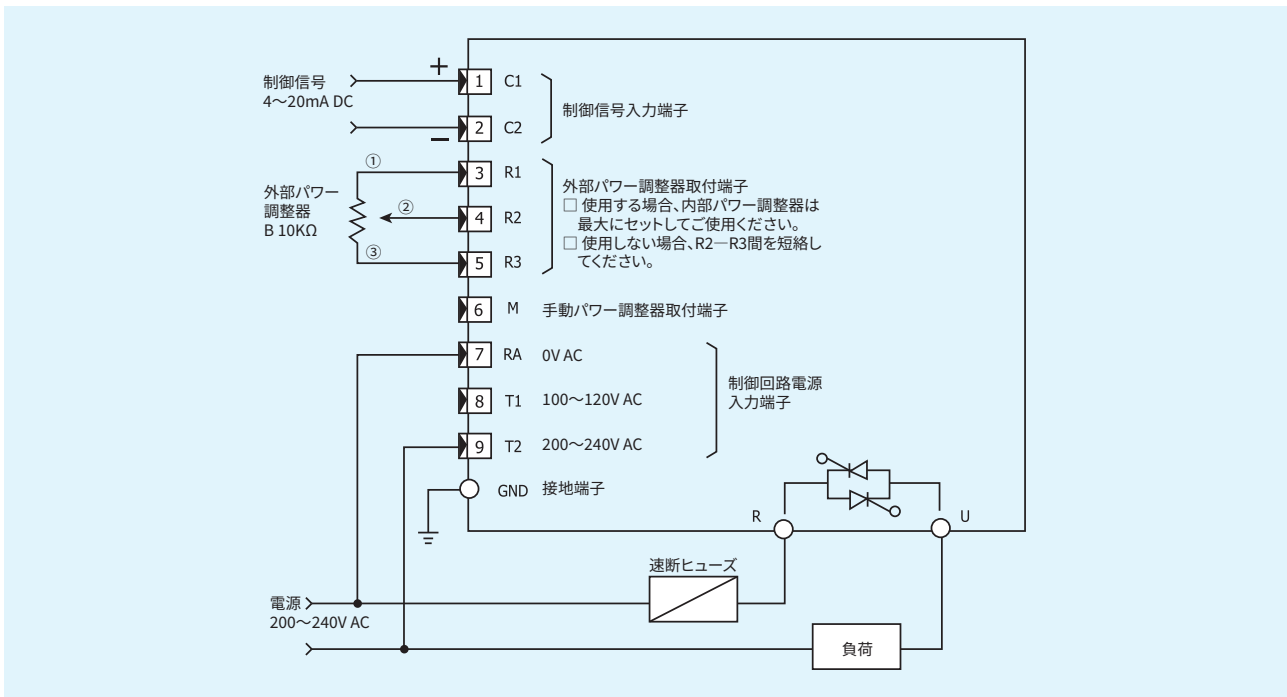 +
制御信号
4～20mA DC
1 C1
2 C2
制御信号入力端子
−
①
3 R1
外部パワー
調整器
B 10KΩ
②
4 R2
③
5 R3
外部パワー調整器取付端子
□ 使用する場合、内部パワー調整器は
最大にセットしてご使用ください。
□ 使用しない場合、R2―R3間を短絡し
てください。
6 M 手動パワー調整器取付端子
7 RA 0V AC
8 T1 100～120V AC
9 T2 200～240V AC
制御回路電源
入力端子
GND 接地端子
R
U
速断ヒューズ
電源
200～240V AC
負荷